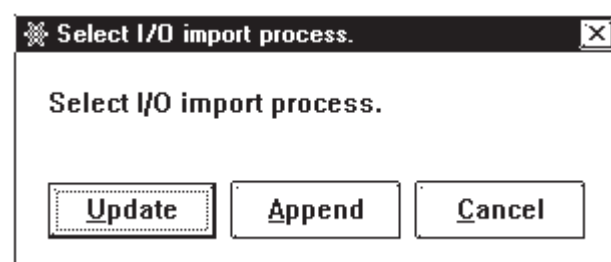 Select I/O import process.
Select I/O import process.
Update Append Cancel